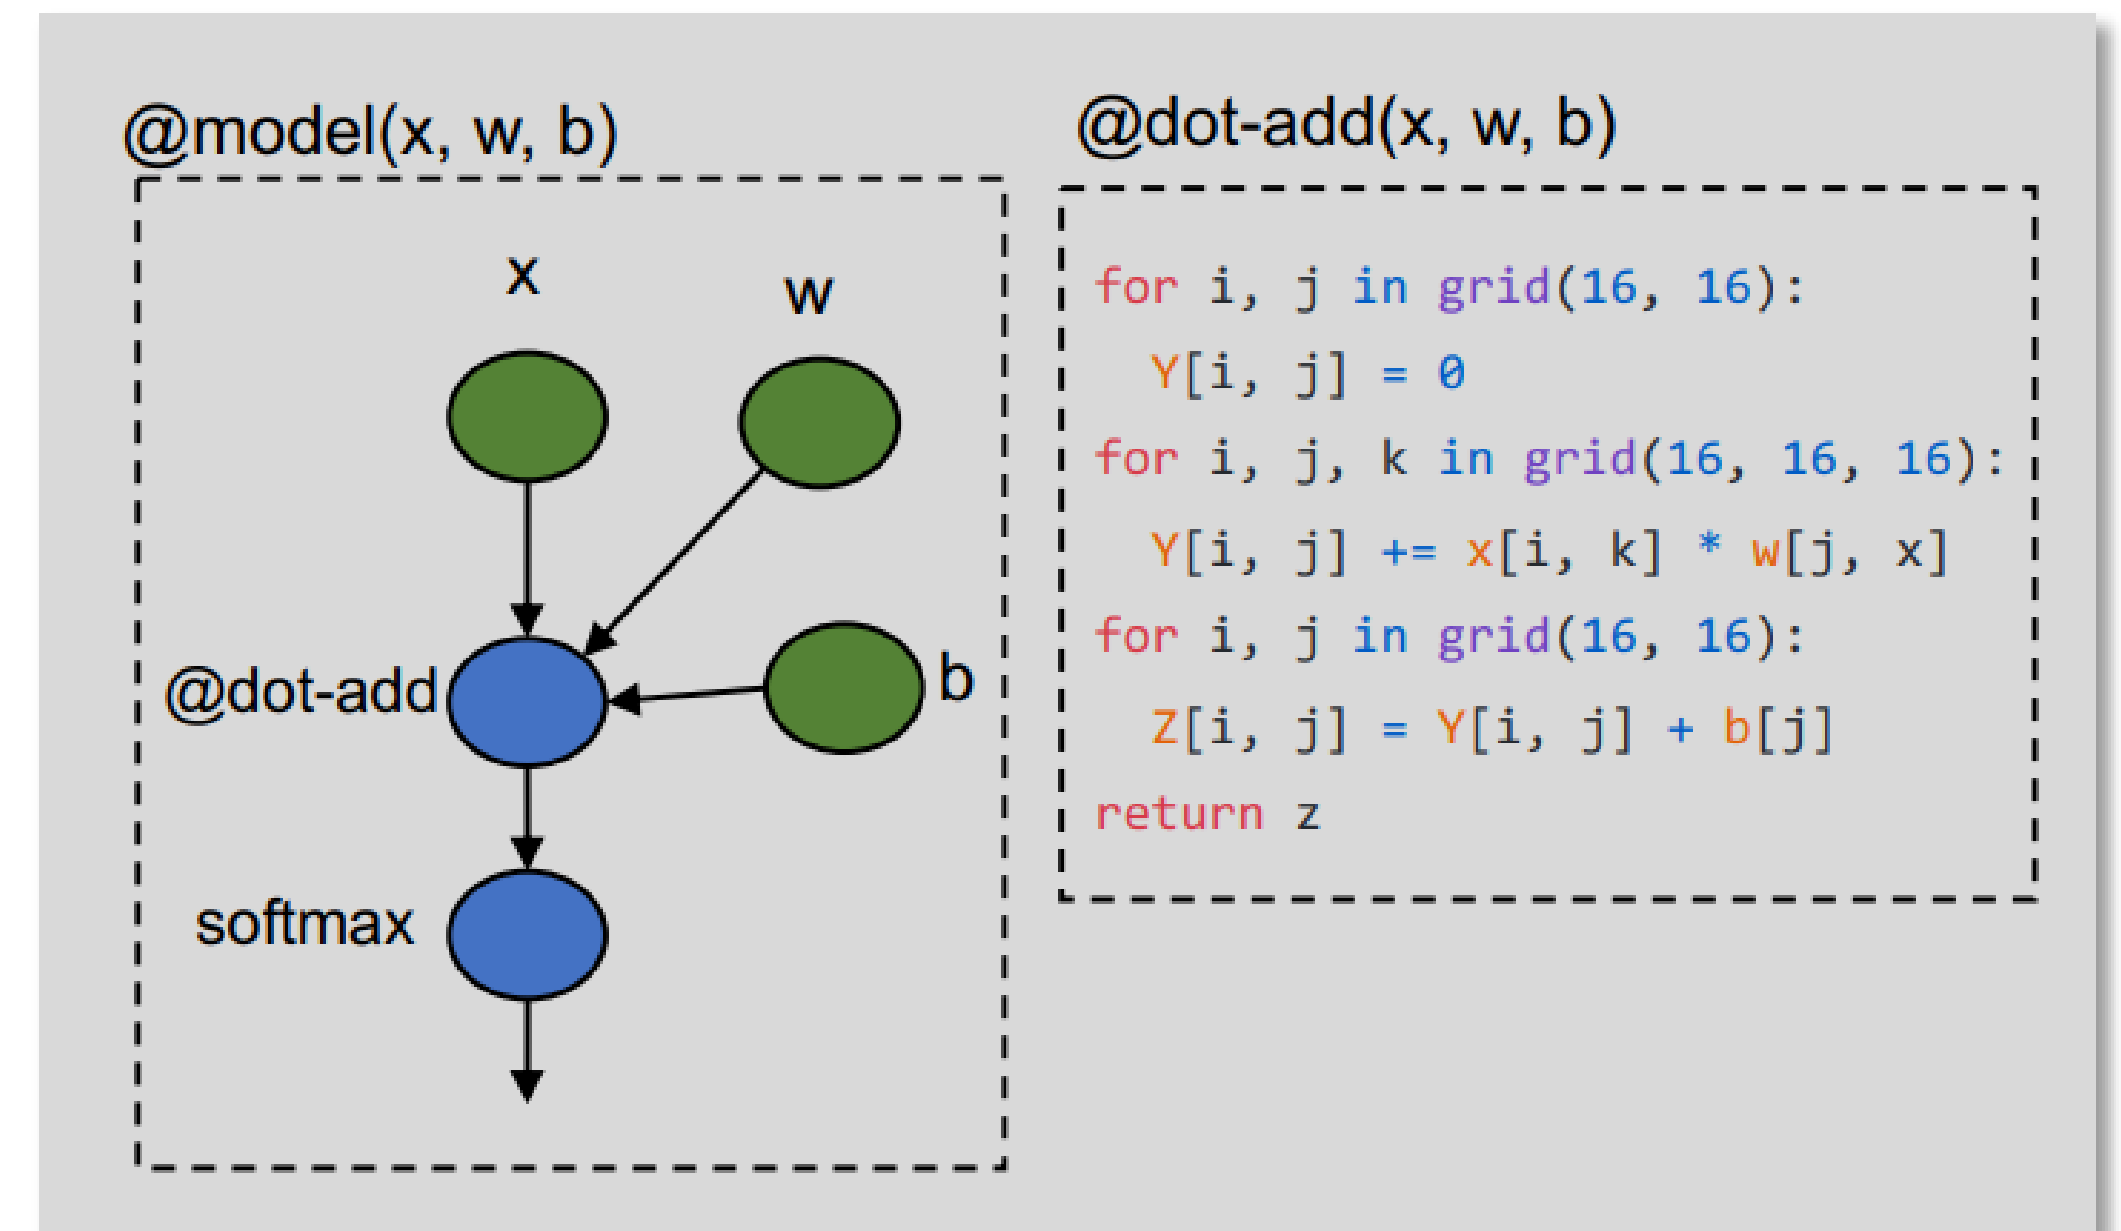 @model(x, w, b)
x
w
@dot-add
b
softmax
@dot-add(x, w, b)
for i, j in grid(16, 16):
Y[i, j] = 0
for i, j, k in grid(16, 16, 16):
Y[i, j] += x[i, k] * w[j, x]
for i, j in grid(16, 16):
Z[i, j] = Y[i, j] + b[j]
return z